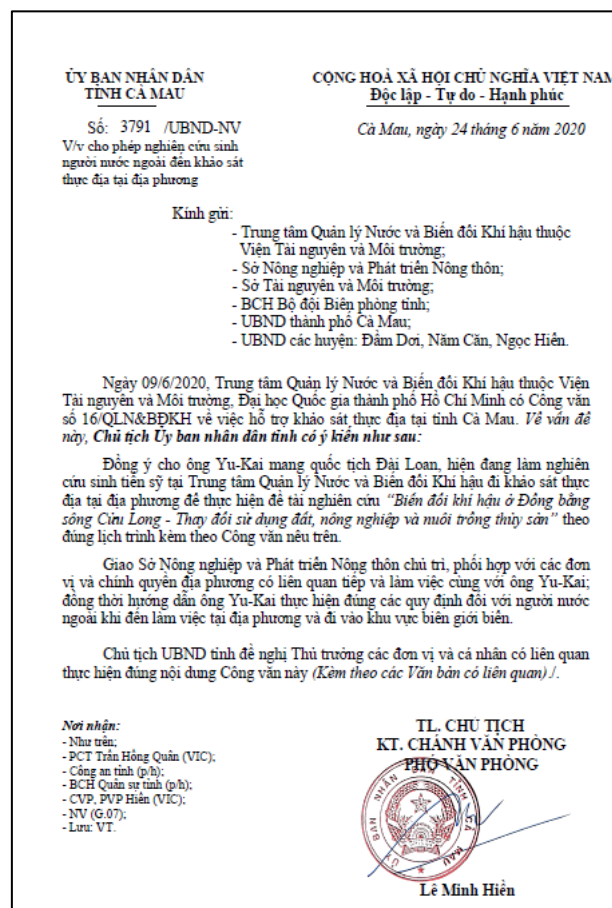 ỦY BAN NHÂN DÂN
TỈNH CÀ MAU
CỘNG HOÀ XÃ HỘI CHỦ NGHĨA VIỆT NAM
Độc lập - Tự do - Hạnh phúc
Số: 3791 /UBND-NV
V/v cho phép nghiên cứu sinh
người nước ngoài đến khảo sát
thực địa tại địa phương
Cà Mau, ngày 24 tháng 6 năm 2020
Kính gửi:
- Trung tâm Quản lý Nước và Biến đổi Khí hậu thuộc
Viện Tài nguyên và Môi trường;
- Sở Nông nghiệp và Phát triển Nông thôn;
- Sở Tài nguyên và Môi trường;
- BCH Bộ đội Biên phòng tỉnh;
- UBND thành phố Cà Mau;
- UBND các huyện: Đầm Dơi, Năm Căn, Ngọc Hiển.
Ngày 09/6/2020, Trung tâm Quản lý Nước và Biến đổi Khí hậu thuộc Viện
Tài nguyên và Môi trường, Đại học Quốc gia thành phố Hồ Chí Minh có Công văn
số 16/QLN&BĐKH về việc hỗ trợ khảo sát thực địa tại tỉnh Cà Mau. Về vấn đề
này, Chủ tịch Ủy ban nhân dân tỉnh có ý kiến như sau:
Đồng ý cho ông Yu-Kai mang quốc tịch Đài Loan, hiện đang làm nghiên
cứu sinh tiến sỹ tại Trung tâm Quản lý Nước và Biến đổi Khí hậu đi khảo sát thực
địa tại địa phương để thực hiện đề tài nghiên cứu “Biến đổi khí hậu ở Đồng bằng
sông Cửu Long - Thay đổi sử dụng đất, nông nghiệp và nuôi trồng thủy sản” theo
đúng lịch trình kèm theo Công văn nêu trên.
Giao Sở Nông nghiệp và Phát triển Nông thôn chủ trì, phối hợp với các đơn
vị và chính quyền địa phương có liên quan tiếp và làm việc cùng với ông Yu-Kai;
đồng thời hướng dẫn ông Yu-Kai thực hiện đúng các quy định đối với người nước
ngoài khi đến làm việc tại địa phương và đi vào khu vực biên giới biển.
Chủ tịch UBND tỉnh đề nghị Thủ trưởng các đơn vị và cá nhân có liên quan
thực hiện đúng nội dung Công văn này (Kèm theo các Văn bản có liên quan)./.
Nơi nhận:
- Như trên;
- PCT Trần Hồng Quân (VIC);
- Công an tỉnh (p/h);
- BCH Quân sự tỉnh (p/h);
- CVP, PVP Hiền (VIC);
- NV (G.07);
- Lưu: VT.
TL. CHỦ TỊCH
KT. CHÁNH VĂN PHÒNG
PHÓ VĂN PHÒNG
ỦY BAN NHÂN DÂN TỈNH CÀ MAU
Lê Minh Hiền